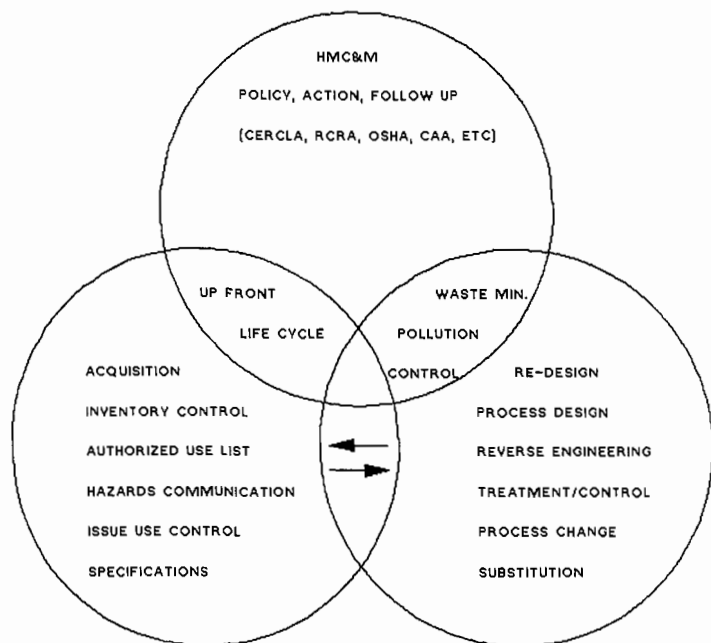 HMC&M
POLICY, ACTION, FOLLOW UP
(CERCLA, RCRA, OSHA, CAA, ETC)
UP FRONT
LIFE CYCLE
WASTE MIN.
POLLUTION
CONTROL
ACQUISITION
INVENTORY CONTROL
AUTHORIZED USE LIST
HAZARDS COMMUNICATION
ISSUE USE CONTROL
SPECIFICATIONS
RE-DESIGN
PROCESS DESIGN
REVERSE ENGINEERING
TREATMENT/CONTROL
PROCESS CHANGE
SUBSTITUTION